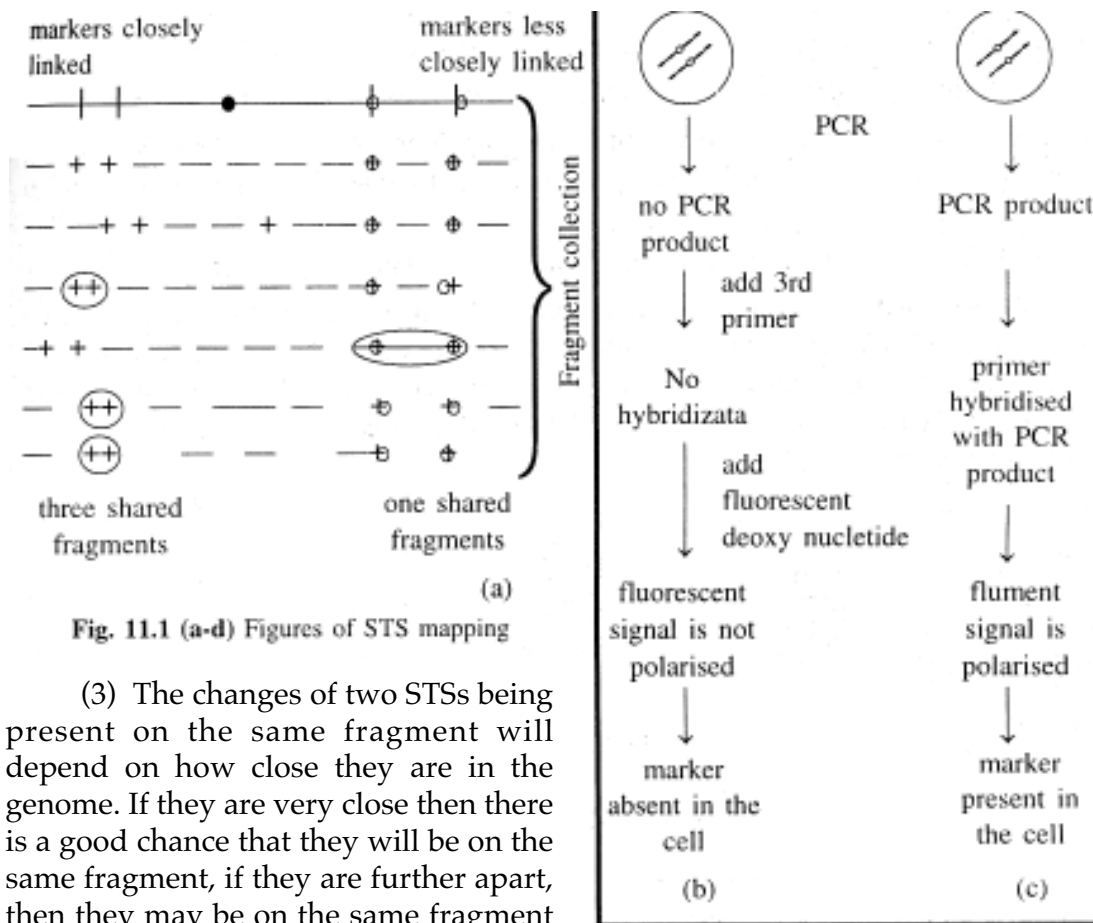 markers closely
linked
markers less
closely linked
Fragment collection
three shared
fragments
one shared
fragments
(a)
Fig. 11.1 (a-d) Figures of STS mapping
(3) The changes of two STSs being
present on the same fragment will
depend on how close they are in the
genome. If they are very close then there
is a good chance that they will be on the
same fragment, if they are further apart,
then they may be on the same fragment
PCR
no PCR
product
add 3rd
primer
No
hybridizata
add
fluorescent
deoxy nucletide
fluorescent
signal is not
polarised
marker
absent in the
cell
(b)
PCR product
primer
hybridised
with PCR
product
flument
signal is
polarised
marker
present in
the cell
(c)